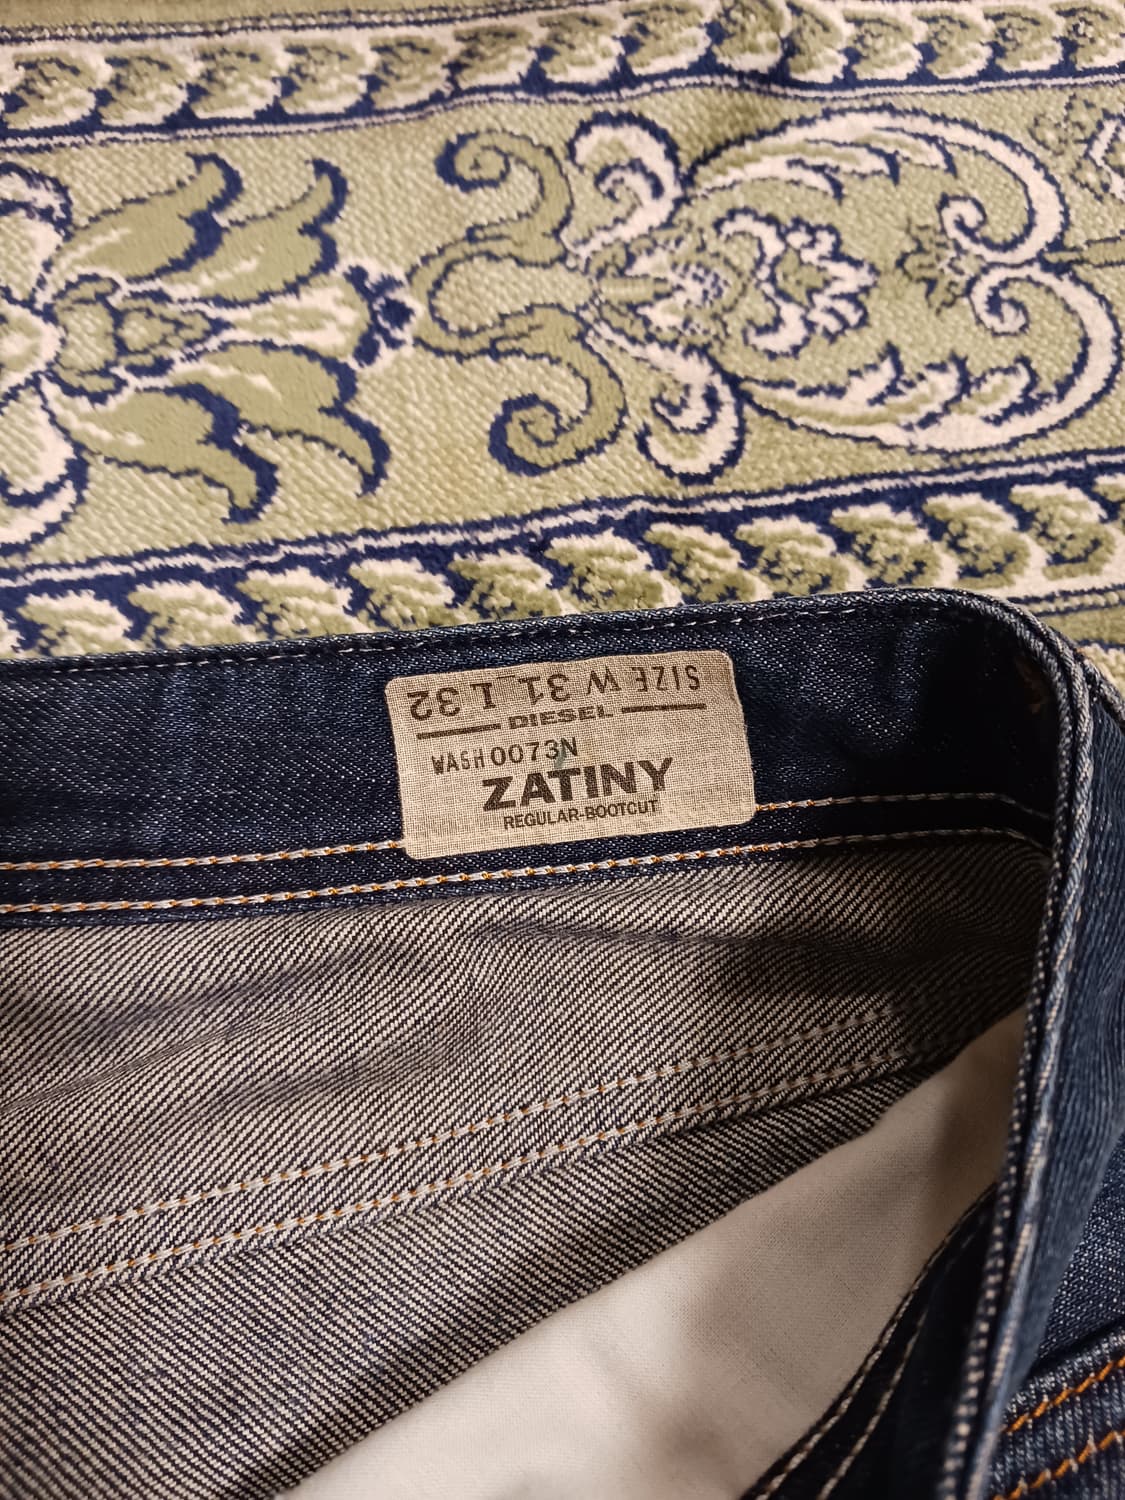 SIZE W 31 L 32
DIESEL
WASH 0073N
ZATINY
REGULAR-BOOTCUT